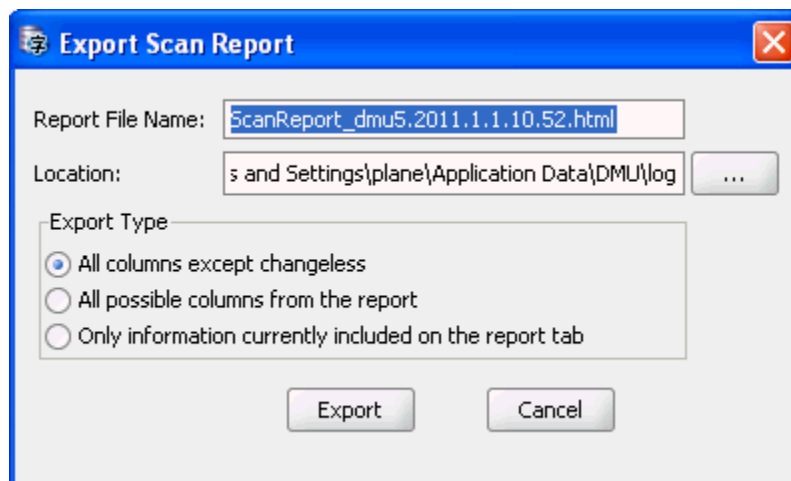 Export Scan Report
Report File Name: ScanReport_dmu5.2011.1.1.10.52.html
Location: s and Settings\plane\Application Data\DMU\log ...
Export Type
All columns except changeless
All possible columns from the report
Only information currently included on the report tab
Export Cancel